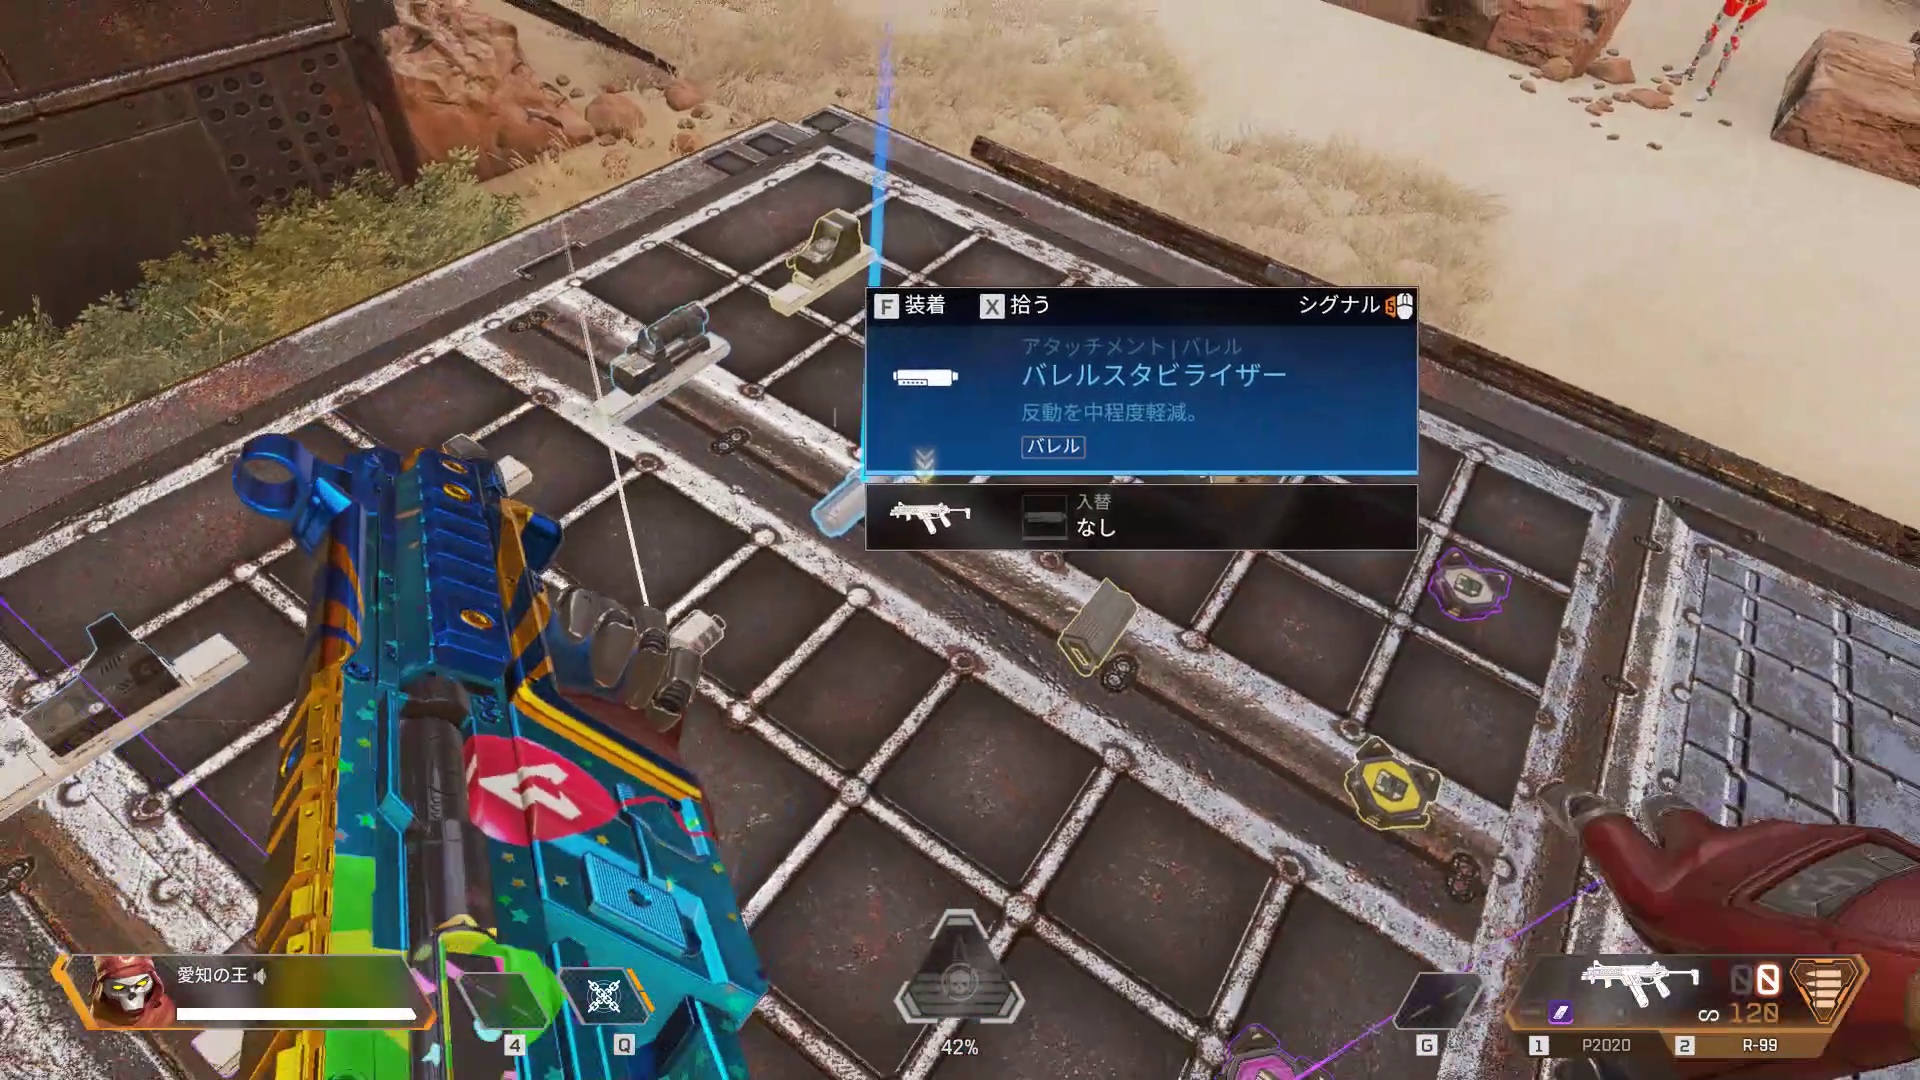 F 装着 X 拾う シグナル 5
アタッチメント | バレル
バレルスタビライザー
反動を中程度軽減。
バレル
入替
なし
愛知の王
4
Q
42%
G
00
∞ 120
1 P2020 2 R-99